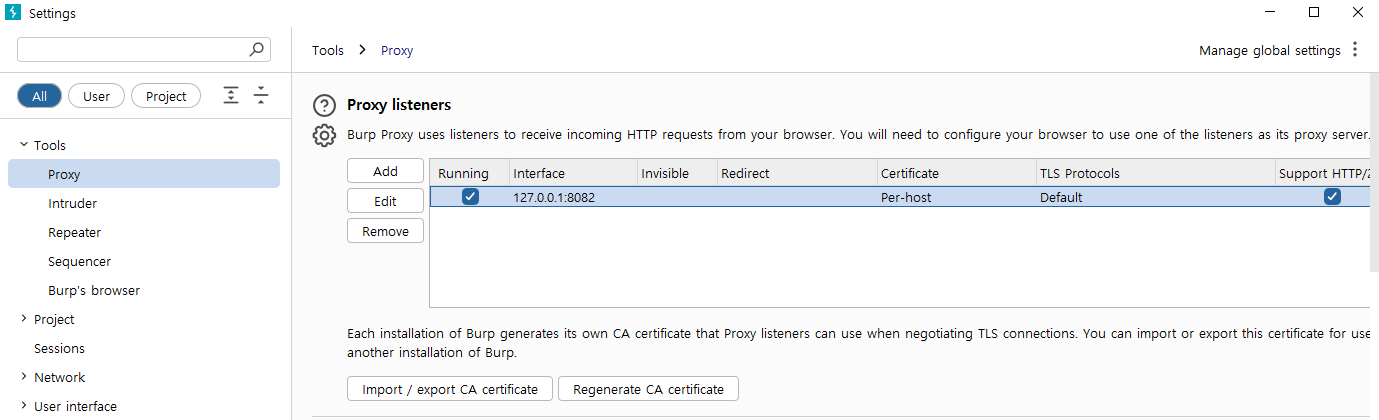 Settings
Tools > Proxy
Manage global settings
All
User
Project
Tools
Proxy
Intruder
Repeater
Sequencer
Burp's browser
Project
Sessions
Network
User interface
Proxy listeners
Burp Proxy uses listeners to receive incoming HTTP requests from your browser. You will need to configure your browser to use one of the listeners as its proxy server.
Add
Edit
Remove
Running Interface Invisible Redirect Certificate TLS Protocols Support HTTP/2
127.0.0.1:8082 Per-host Default
Each installation of Burp generates its own CA certificate that Proxy listeners can use when negotiating TLS connections. You can import or export this certificate for use
another installation of Burp.
Import / export CA certificate
Regenerate CA certificate